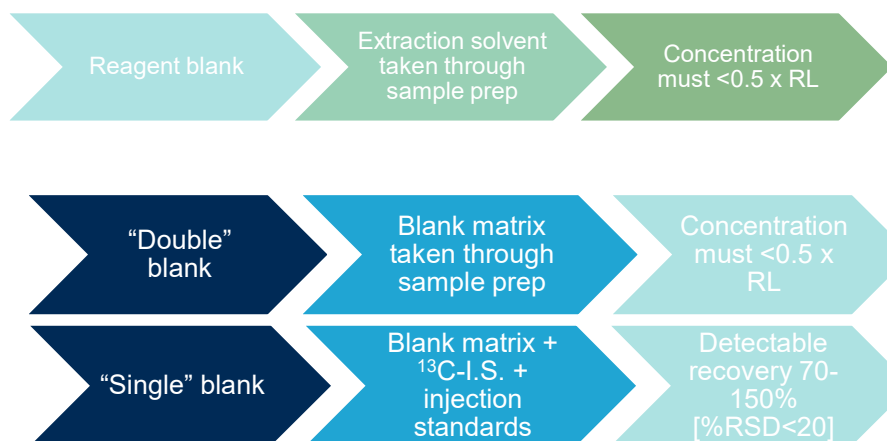 Reagent blank
Extraction solvent
taken through
sample prep
Concentration
must <0.5 x RL
“Double”
blank
Blank matrix
taken through
sample prep
Concentration
must <0.5 x
RL
“Single” blank
Blank matrix +
¹³C-I.S. +
injection
standards
Detectable
recovery 70-
150%
[%RSD<20]